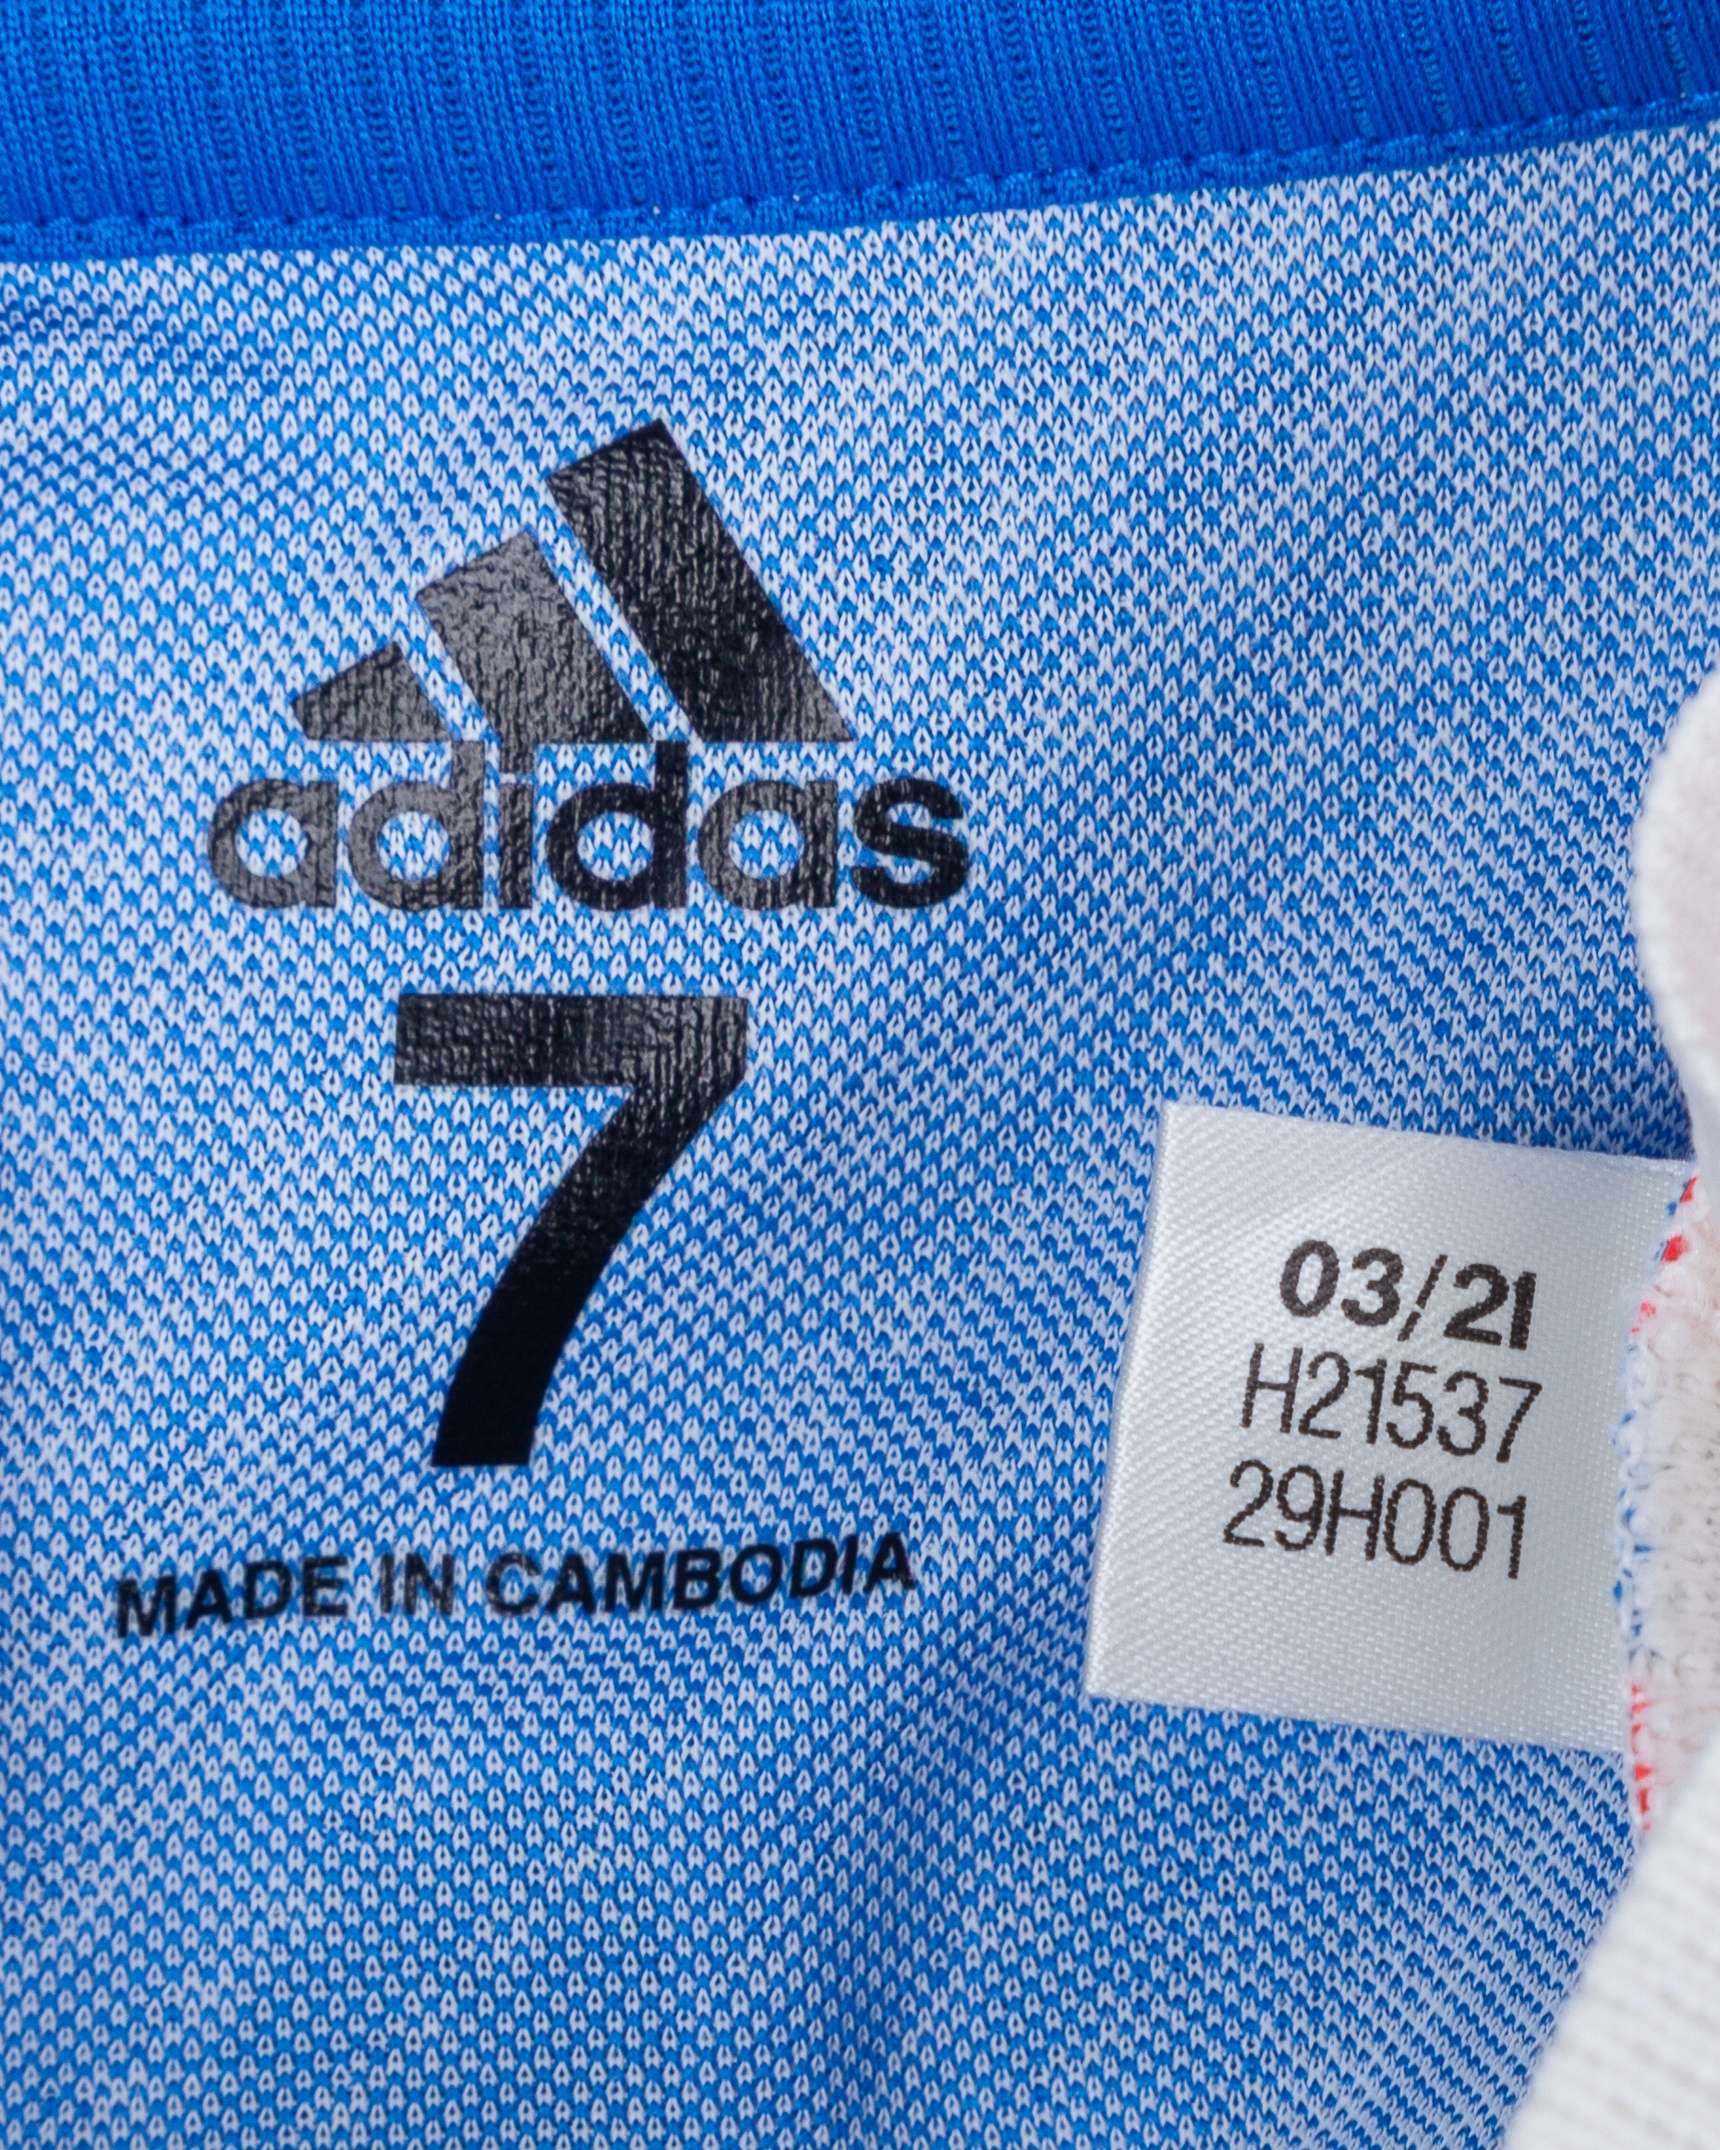 adidas
7
MADE IN CAMBODIA
03/21
H21537
29H001